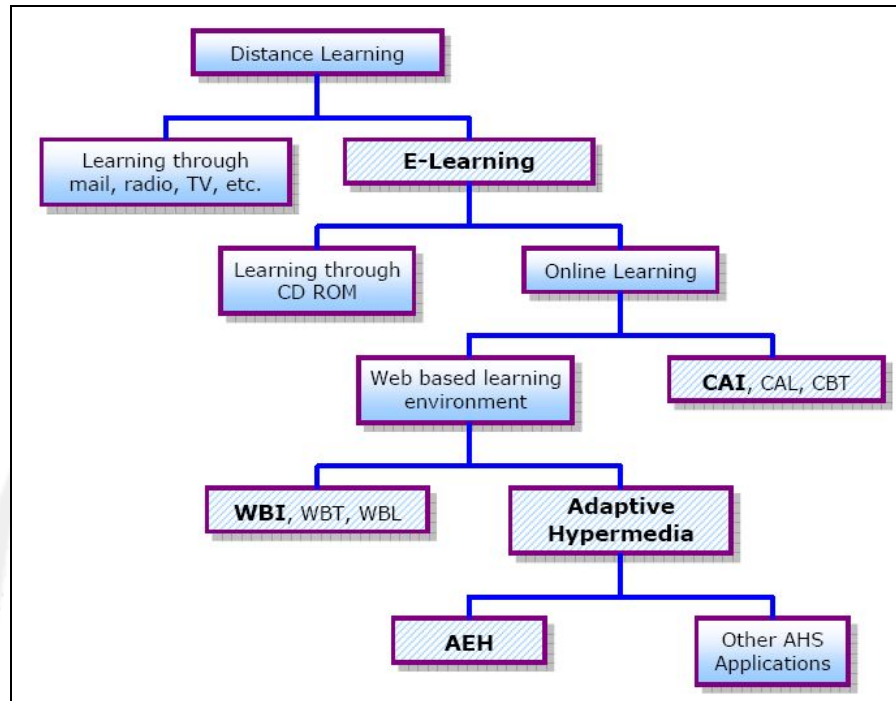 Distance Learning
Learning through
mail, radio, TV, etc.
E-Learning
Learning through
CD ROM
Online Learning
Web based learning
environment
CAI, CAL, CBT
WBI, WBT, WBL
Adaptive
Hypermedia
AEH
Other AHS
Applications